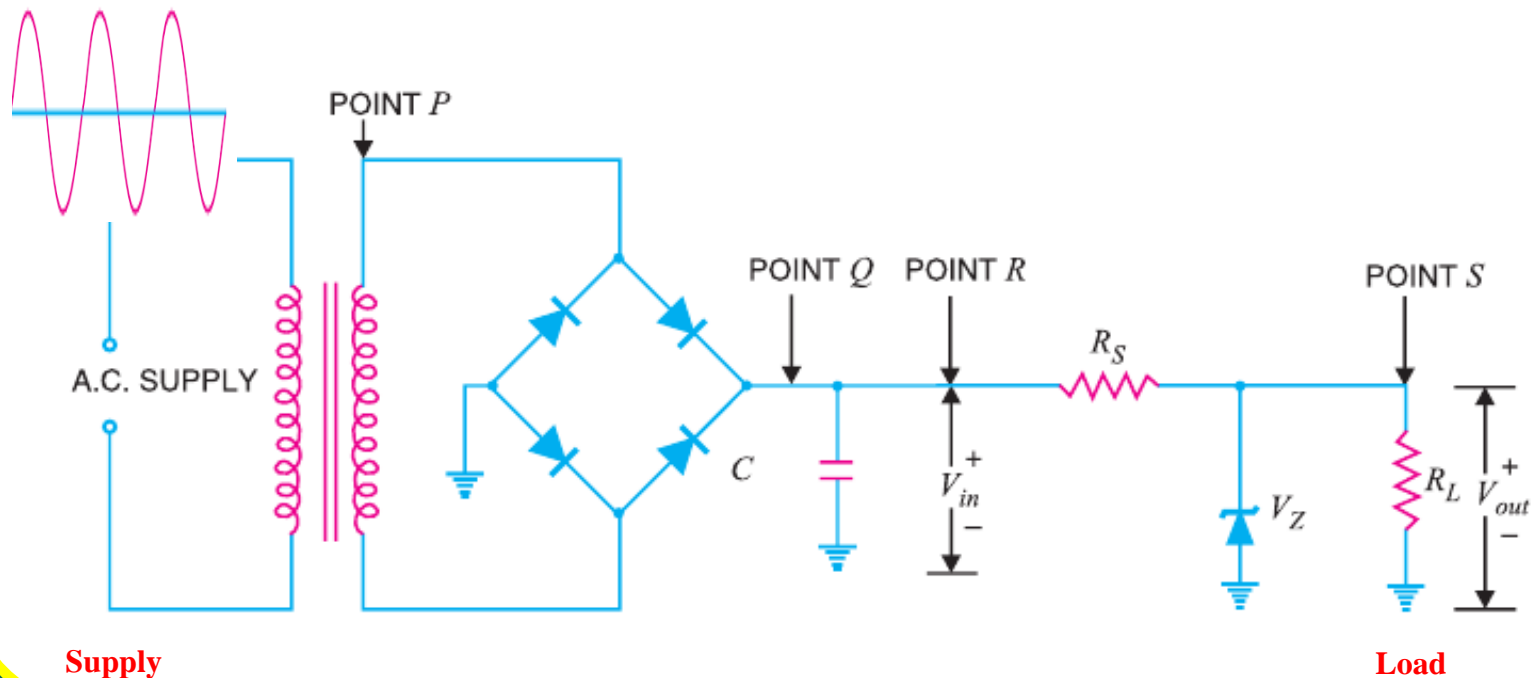 POINT P
POINT Q
POINT R
POINT S
R_S
A.C. SUPPLY
C
+
V_in
−
V_Z
R_L
+
V_out
−
Supply
Load